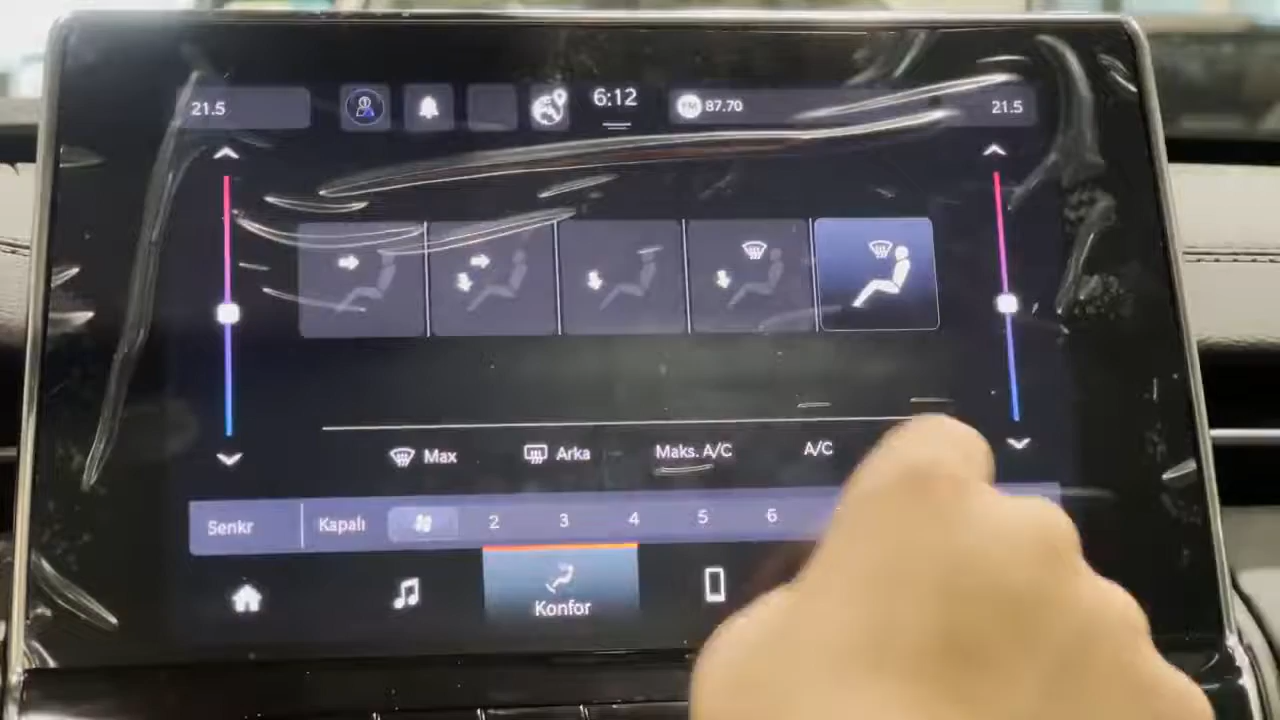 21.5
6:12
FM 87.70
21.5
Max
Arka
Maks. A/C
A/C
Senkr
Kapalı
2
3
4
5
6
Konfor